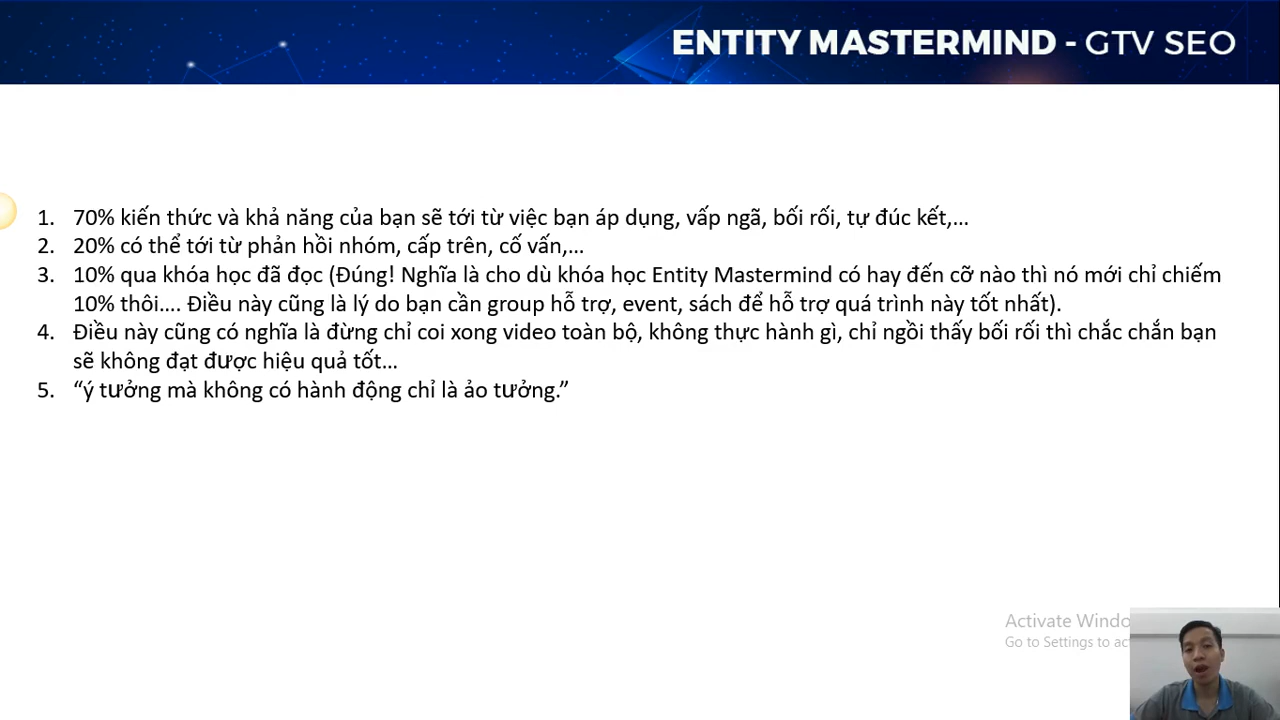 ENTITY MASTERMIND - GTV SEO
1. 70% kiến thức và khả năng của bạn sẽ tới từ việc bạn áp dụng, vấp ngã, bối rối, tự đúc kết,...
2. 20% có thể tới từ phản hồi nhóm, cấp trên, cố vấn,...
3. 10% qua khóa học đã đọc (Đúng! Nghĩa là cho dù khóa học Entity Mastermind có hay đến cỡ nào thì nó mới chỉ chiếm
10% thôi.... Điều này cũng là lý do bạn cần group hỗ trợ, event, sách để hỗ trợ quá trình này tốt nhất).
4. Điều này cũng có nghĩa là đừng chỉ coi xong video toàn bộ, không thực hành gì, chỉ ngồi thấy bối rối thì chắc chắn bạn
sẽ không đạt được hiệu quả tốt...
5. “ý tưởng mà không có hành động chỉ là ảo tưởng.”
Activate Windo
Go to Settings to ac